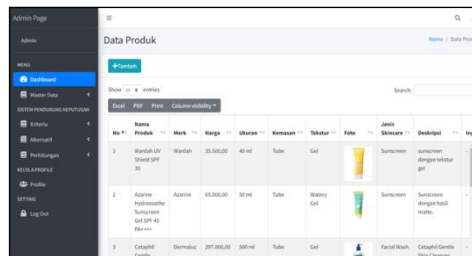 Admin Page
Admin
MENU
Dashboard
Master Data
SISTEM PENDUKUNG KEPUTUSAN
Kriteria
Alternatif
Perhitungan
KELOLA PROFILE
Profile
SETTING
Log Out
Data Produk
Home / Data Pro
+Tambah
Show 10 entries
Search:
Excel PDF Print Column visibility
No Nama Produk Merk Harga Ukuran Kemasan Tekstur Foto Jenis Skincare Deskripsi
1 Wardah UV Shield SPF 30 Wardah 35.500,00 40 ml Tube Gel Sunscreen sunscreen dengan tekstur gel
2 Azarine Hydrasoothe Sunscreen Gel SPF 45 PA++++ Azarine 65.000,00 50 ml Tube Watery Gel Sunscreen Sunscreen dengan hasil matte.
3 Cetaphil Gentle Dermaluz 297.000,00 500 ml Tube Gel Facial Wash Cetaphil Gentle Skin Cleanser